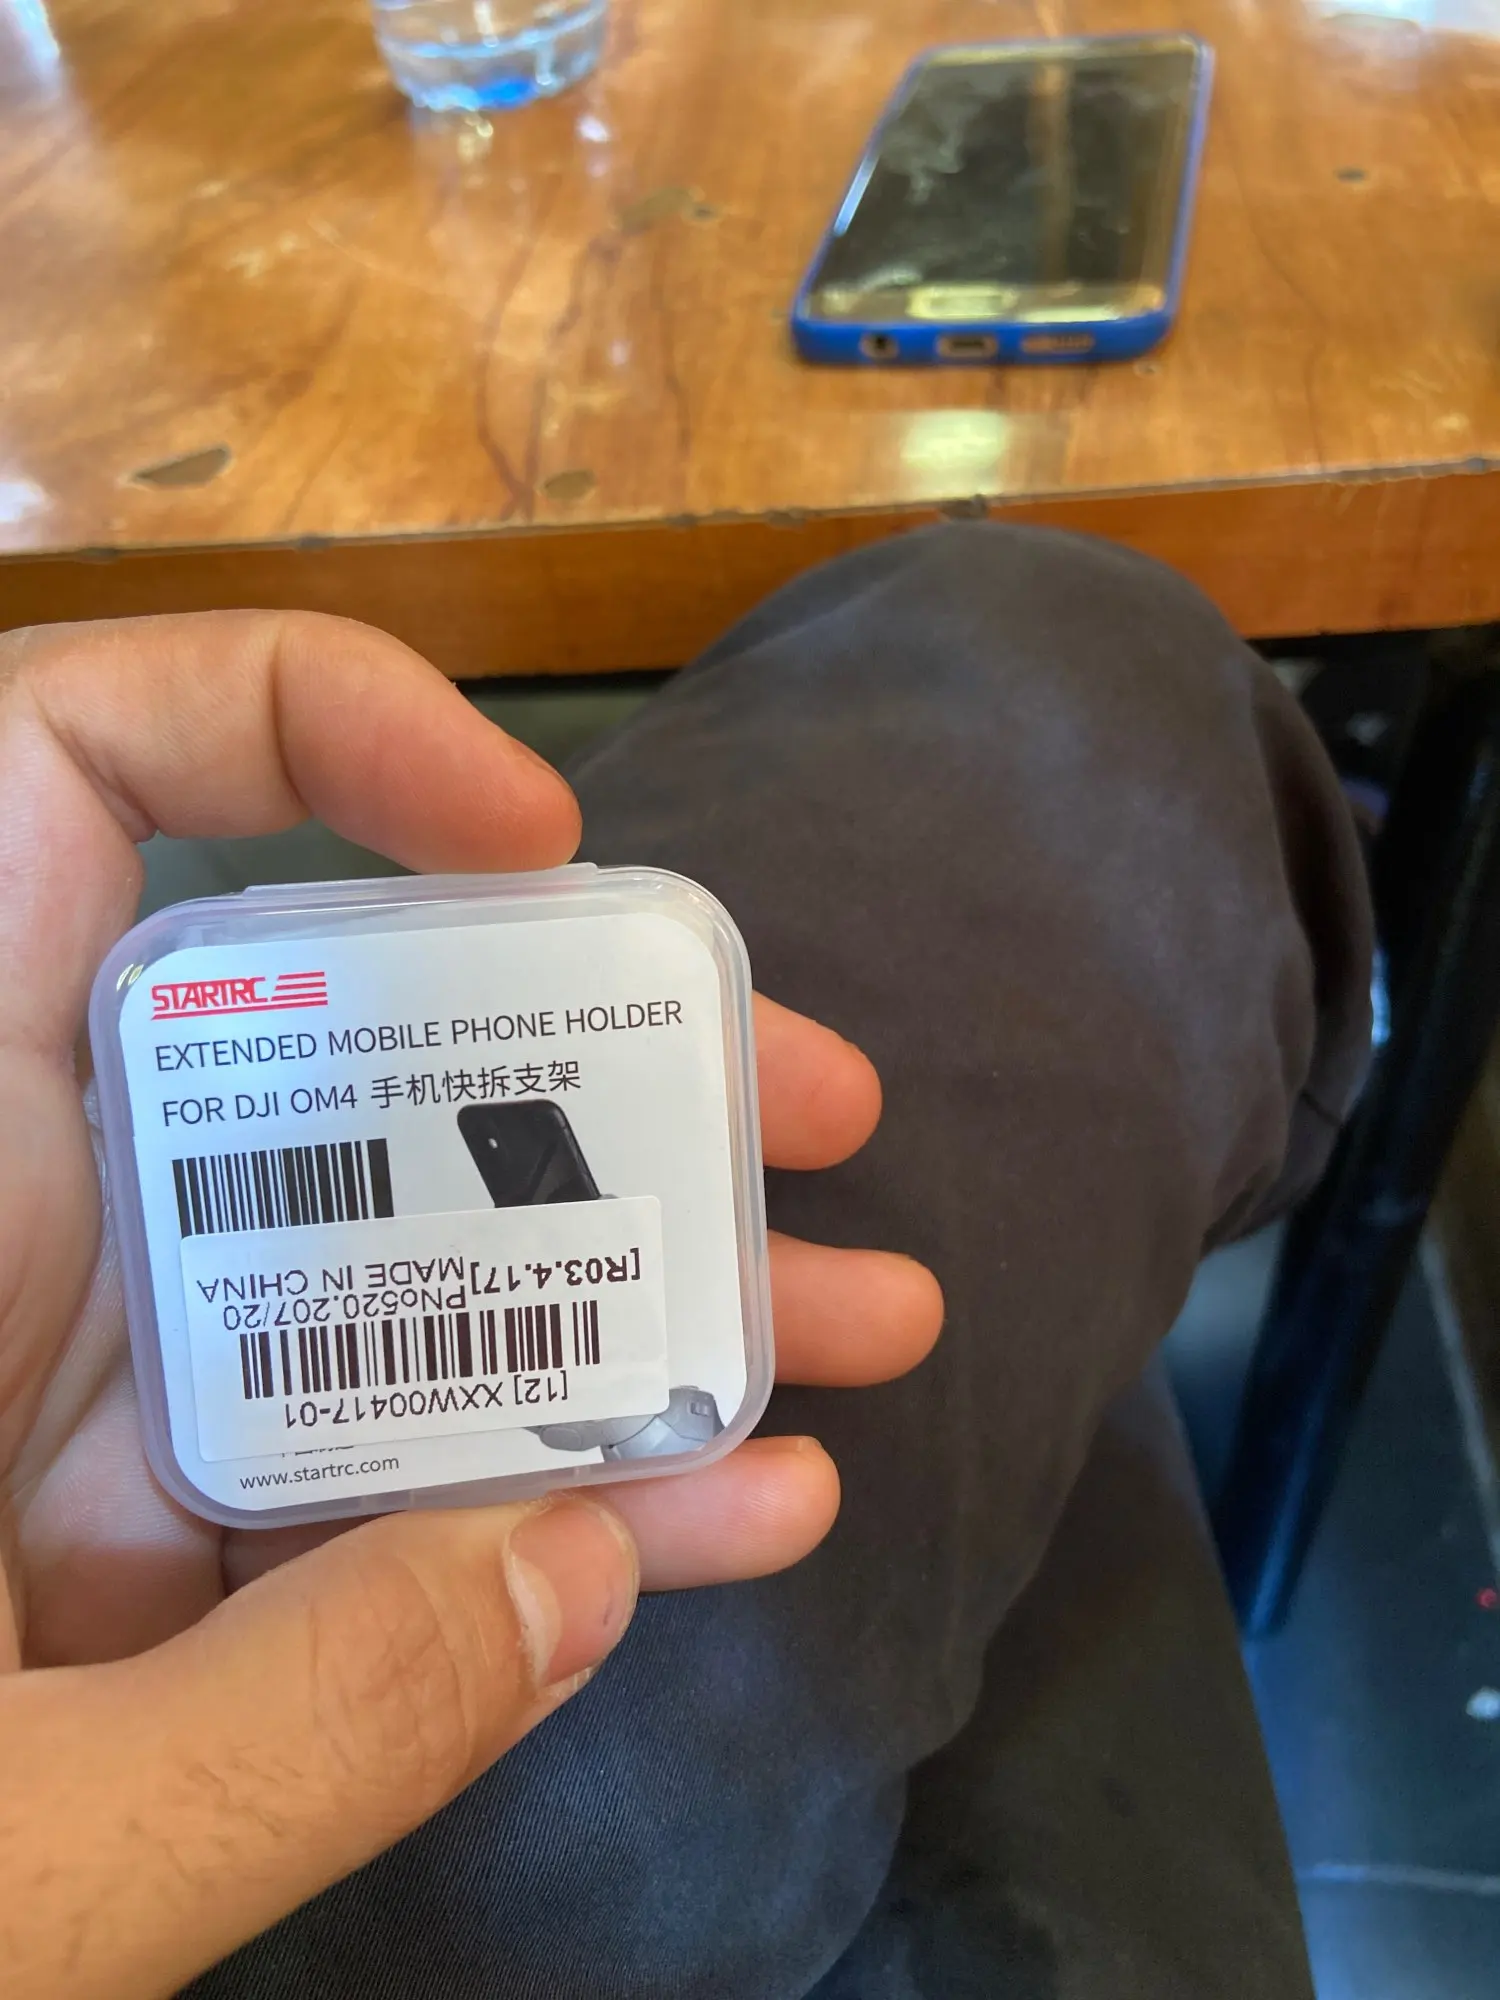 STARTRC
EXTENDED MOBILE PHONE HOLDER
FOR DJI OM4 手机快拆支架
[12] XXW00417-01
PNo520.207/20
[R03.4.17]MADE IN CHINA
www.startrc.com